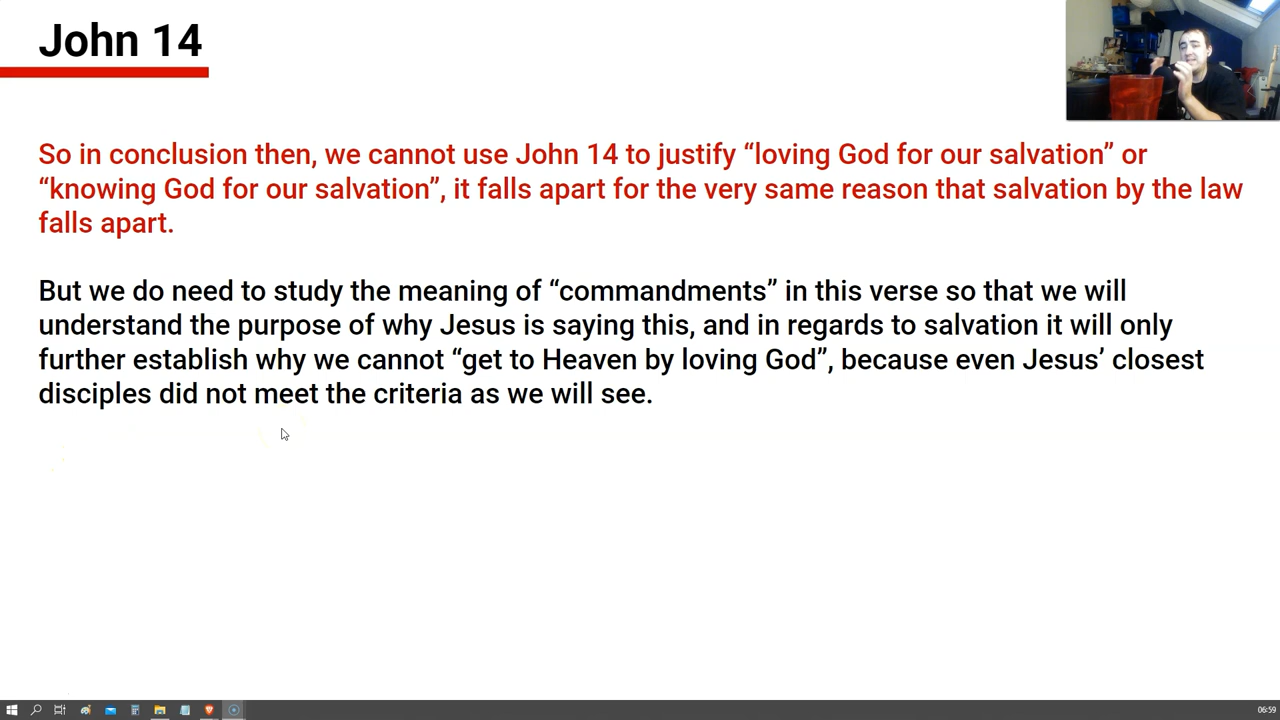 John 14
So in conclusion then, we cannot use John 14 to justify “loving God for our salvation” or
“knowing God for our salvation”, it falls apart for the very same reason that salvation by the law
falls apart.
But we do need to study the meaning of “commandments” in this verse so that we will
understand the purpose of why Jesus is saying this, and in regards to salvation it will only
further establish why we cannot “get to Heaven by loving God”, because even Jesus’ closest
disciples did not meet the criteria as we will see.
06:59